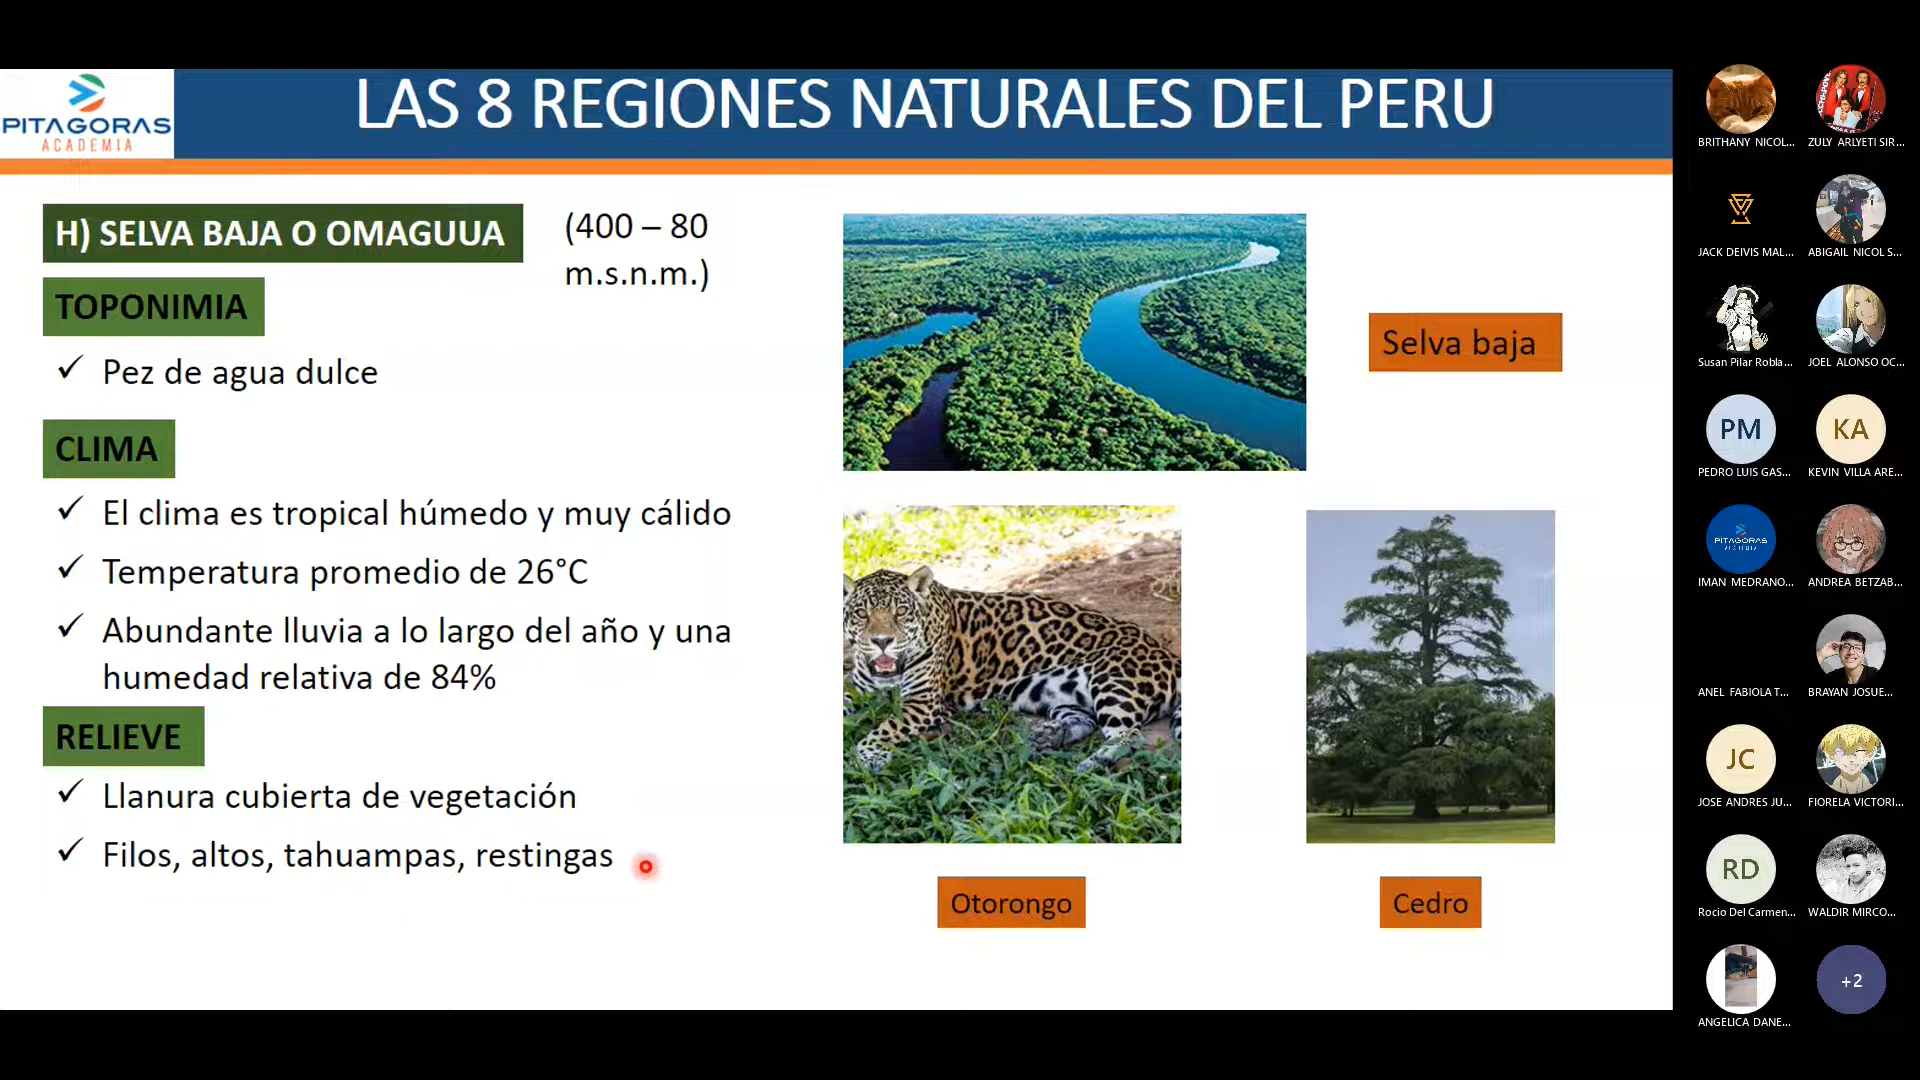 PITAGORAS
ACADEMIA
LAS 8 REGIONES NATURALES DEL PERU
H) SELVA BAJA O OMAGUUA
(400 – 80
m.s.n.m.)
TOPONIMIA
✓ Pez de agua dulce
CLIMA
✓ El clima es tropical húmedo y muy cálido
✓ Temperatura promedio de 26°C
✓ Abundante lluvia a lo largo del año y una
humedad relativa de 84%
RELIEVE
✓ Llanura cubierta de vegetación
✓ Filos, altos, tahuampas, restingas
Selva baja
Otorongo
Cedro
BRITHANY NICOL...
ZULY ARLYETI SIR...
JACK DEIVIS MAL...
ABIGAIL NICOL S...
Susan Pilar Robla...
JOEL ALONSO OC...
PM
KA
PEDRO LUIS GAS...
KEVIN VILLA ARE...
PITAGORAS
ACADEMIA
IMAN MEDRANO...
ANDREA BETZAB...
ANEL FABIOLA T...
BRAYAN JOSUE...
JC
JOSE ANDRES JU...
FIORELA VICTORI...
RD
Rocio Del Carmen...
WALDIR MIRCO...
+2
ANGELICA DANE...